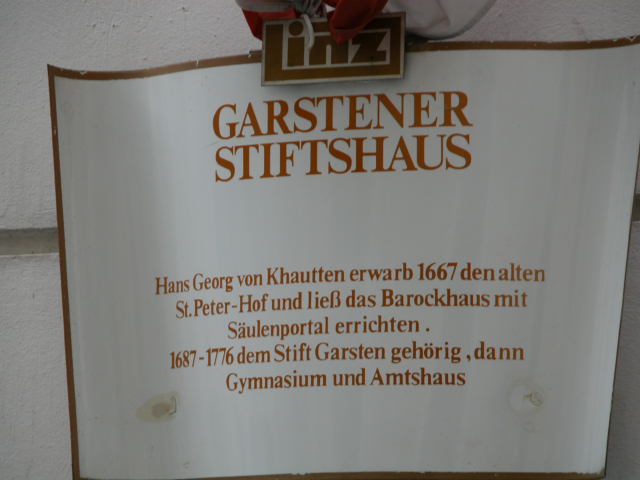 linz
GARSTENER
STIFTSHAUS
Hans Georg von Khautten erwarb 1667 den alten
St. Peter-Hof und ließ das Barockhaus mit
Säulenportal errichten.
1687-1776 dem Stift Garsten gehörig, dann
Gymnasium und Amtshaus